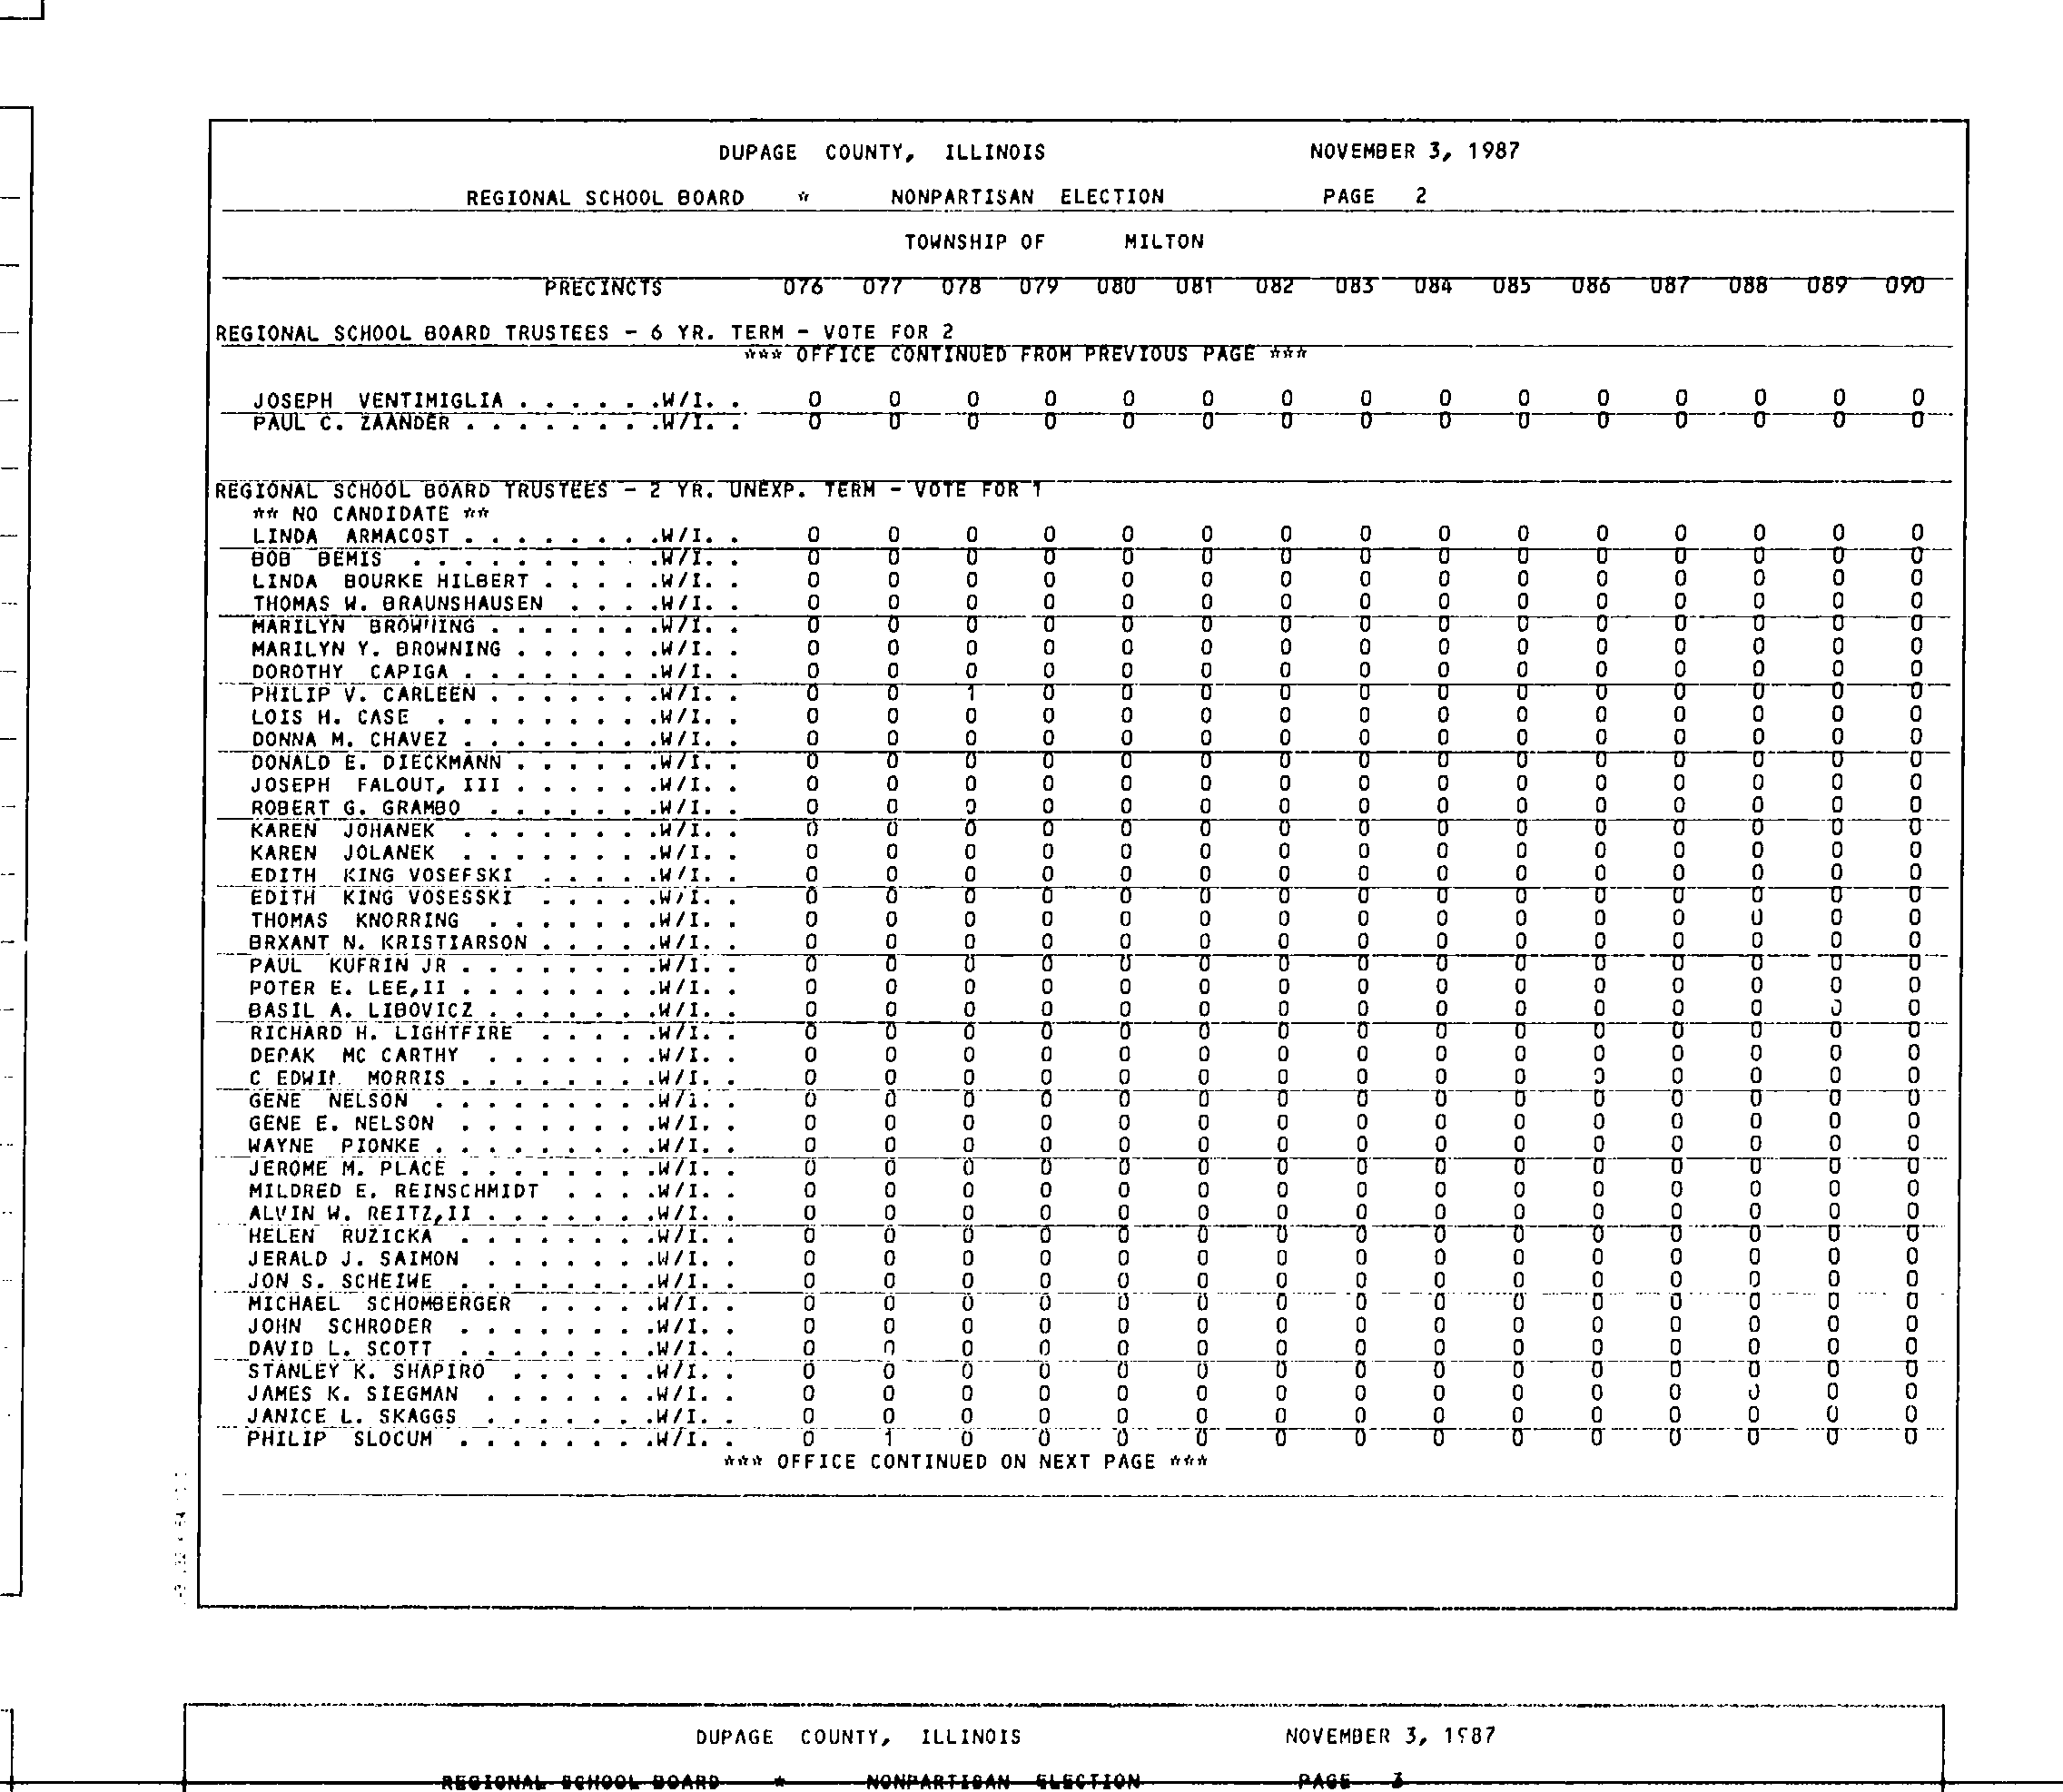 DUPAGE COUNTY, ILLINOIS NOVEMBER 3, 1987
REGIONAL SCHOOL BOARD * NONPARTISAN ELECTION PAGE 2
TOWNSHIP OF MILTON
PRECINCTS 076 077 078 079 080 081 082 083 084 085 086 087 088 089 090
REGIONAL SCHOOL BOARD TRUSTEES - 6 YR. TERM - VOTE FOR 2
*** OFFICE CONTINUED FROM PREVIOUS PAGE ***
JOSEPH VENTIMIGLIA . . . . . .W/I. . 0 0 0 0 0 0 0 0 0 0 0 0 0 0 0
PAUL C. ZAANDER . . . . . . . .W/I. . 0 0 0 0 0 0 0 0 0 0 0 0 0 0 0
REGIONAL SCHOOL BOARD TRUSTEES - 2 YR. UNEXP. TERM - VOTE FOR 1
** NO CANDIDATE **
LINDA ARMACOST . . . . . . . .W/I. . 0 0 0 0 0 0 0 0 0 0 0 0 0 0 0
BOB BEMIS . . . . . . . . . .W/I. . 0 0 0 0 0 0 0 0 0 0 0 0 0 0 0
LINDA BOURKE HILBERT . . . . .W/I. . 0 0 0 0 0 0 0 0 0 0 0 0 0 0 0
THOMAS W. BRAUNSHAUSEN . . . .W/I. . 0 0 0 0 0 0 0 0 0 0 0 0 0 0 0
MARILYN BROWNING . . . . . . .W/I. . 0 0 0 0 0 0 0 0 0 0 0 0 0 0 0
MARILYN Y. BROWNING . . . . . .W/I. . 0 0 0 0 0 0 0 0 0 0 0 0 0 0 0
DOROTHY CAPIGA . . . . . . . .W/I. . 0 0 0 0 0 0 0 0 0 0 0 0 0 0 0
PHILIP V. CARLEEN . . . . . . .W/I. . 0 0 1 0 0 0 0 0 0 0 0 0 0 0 0
LOIS H. CASE . . . . . . . . .W/I. . 0 0 0 0 0 0 0 0 0 0 0 0 0 0 0
DONNA M. CHAVEZ . . . . . . . .W/I. . 0 0 0 0 0 0 0 0 0 0 0 0 0 0 0
DONALD E. DIECKMANN . . . . . .W/I. . 0 0 0 0 0 0 0 0 0 0 0 0 0 0 0
JOSEPH FALOUT, III . . . . . .W/I. . 0 0 0 0 0 0 0 0 0 0 0 0 0 0 0
ROBERT G. GRAMBO . . . . . . .W/I. . 0 0 0 0 0 0 0 0 0 0 0 0 0 0 0
KAREN JOHANEK . . . . . . . .W/I. . 0 0 0 0 0 0 0 0 0 0 0 0 0 0 0
KAREN JOLANEK . . . . . . . .W/I. . 0 0 0 0 0 0 0 0 0 0 0 0 0 0 0
EDITH KING VOSEFSKI . . . . .W/I. . 0 0 0 0 0 0 0 0 0 0 0 0 0 0 0
EDITH KING VOSESSKI . . . . .W/I. . 0 0 0 0 0 0 0 0 0 0 0 0 0 0 0
THOMAS KNORRING . . . . . . .W/I. . 0 0 0 0 0 0 0 0 0 0 0 0 0 0 0
BRXANT N. KRISTIARSON . . . . .W/I. . 0 0 0 0 0 0 0 0 0 0 0 0 0 0 0
PAUL KUFRIN JR . . . . . . . .W/I. . 0 0 0 0 0 0 0 0 0 0 0 0 0 0 0
POTER E. LEE,II . . . . . . . .W/I. . 0 0 0 0 0 0 0 0 0 0 0 0 0 0 0
BASIL A. LIBOVICZ . . . . . . .W/I. . 0 0 0 0 0 0 0 0 0 0 0 0 0 0 0
RICHARD H. LIGHTFIRE . . . . .W/I. . 0 0 0 0 0 0 0 0 0 0 0 0 0 0 0
MC CARTHY . . . . . . .W/I. . 0 0 0 0 0 0 0 0 0 0 0 0 0 0 0
C EDWIN MORRIS . . . . . . . .W/I. . 0 0 0 0 0 0 0 0 0 0 0 0 0 0 0
GENE NELSON . . . . . . . . .W/I. . 0 0 0 0 0 0 0 0 0 0 0 0 0 0 0
GENE E. NELSON . . . . . . . .W/I. . 0 0 0 0 0 0 0 0 0 0 0 0 0 0 0
WAYNE PIONKE . . . . . . . . .W/I. . 0 0 0 0 0 0 0 0 0 0 0 0 0 0 0
JEROME M. PLACE . . . . . . . .W/I. . 0 0 0 0 0 0 0 0 0 0 0 0 0 0 0
MILDRED E. REINSCHMIDT . . . .W/I. . 0 0 0 0 0 0 0 0 0 0 0 0 0 0 0
ALVIN W. REITZ,II . . . . . . .W/I. . 0 0 0 0 0 0 0 0 0 0 0 0 0 0 0
HELEN RUZICKA . . . . . . . .W/I. . 0 0 0 0 0 0 0 0 0 0 0 0 0 0 0
JERALD J. SAIMON . . . . . . .W/I. . 0 0 0 0 0 0 0 0 0 0 0 0 0 0 0
JON S. SCHEIWE . . . . . . . .W/I. . 0 0 0 0 0 0 0 0 0 0 0 0 0 0 0
MICHAEL SCHOMBERGER . . . . .W/I. . 0 0 0 0 0 0 0 0 0 0 0 0 0 0 0
JOHN SCHRODER . . . . . . . .W/I. . 0 0 0 0 0 0 0 0 0 0 0 0 0 0 0
DAVID L. SCOTT . . . . . . . .W/I. . 0 0 0 0 0 0 0 0 0 0 0 0 0 0 0
STANLEY K. SHAPIRO . . . . . .W/I. . 0 0 0 0 0 0 0 0 0 0 0 0 0 0 0
JAMES K. SIEGMAN . . . . . . .W/I. . 0 0 0 0 0 0 0 0 0 0 0 0 0 0 0
JANICE L. SKAGGS . . . . . . .W/I. . 0 0 0 0 0 0 0 0 0 0 0 0 0 0 0
PHILIP SLOCUM . . . . . . . .W/I. . 0 1 0 0 0 0 0 0 0 0 0 0 0 0 0
*** OFFICE CONTINUED ON NEXT PAGE ***
DUPAGE COUNTY, ILLINOIS NOVEMBER 3, 1987
REGIONAL SCHOOL BOARD * NONPARTISAN ELECTION PAGE 3